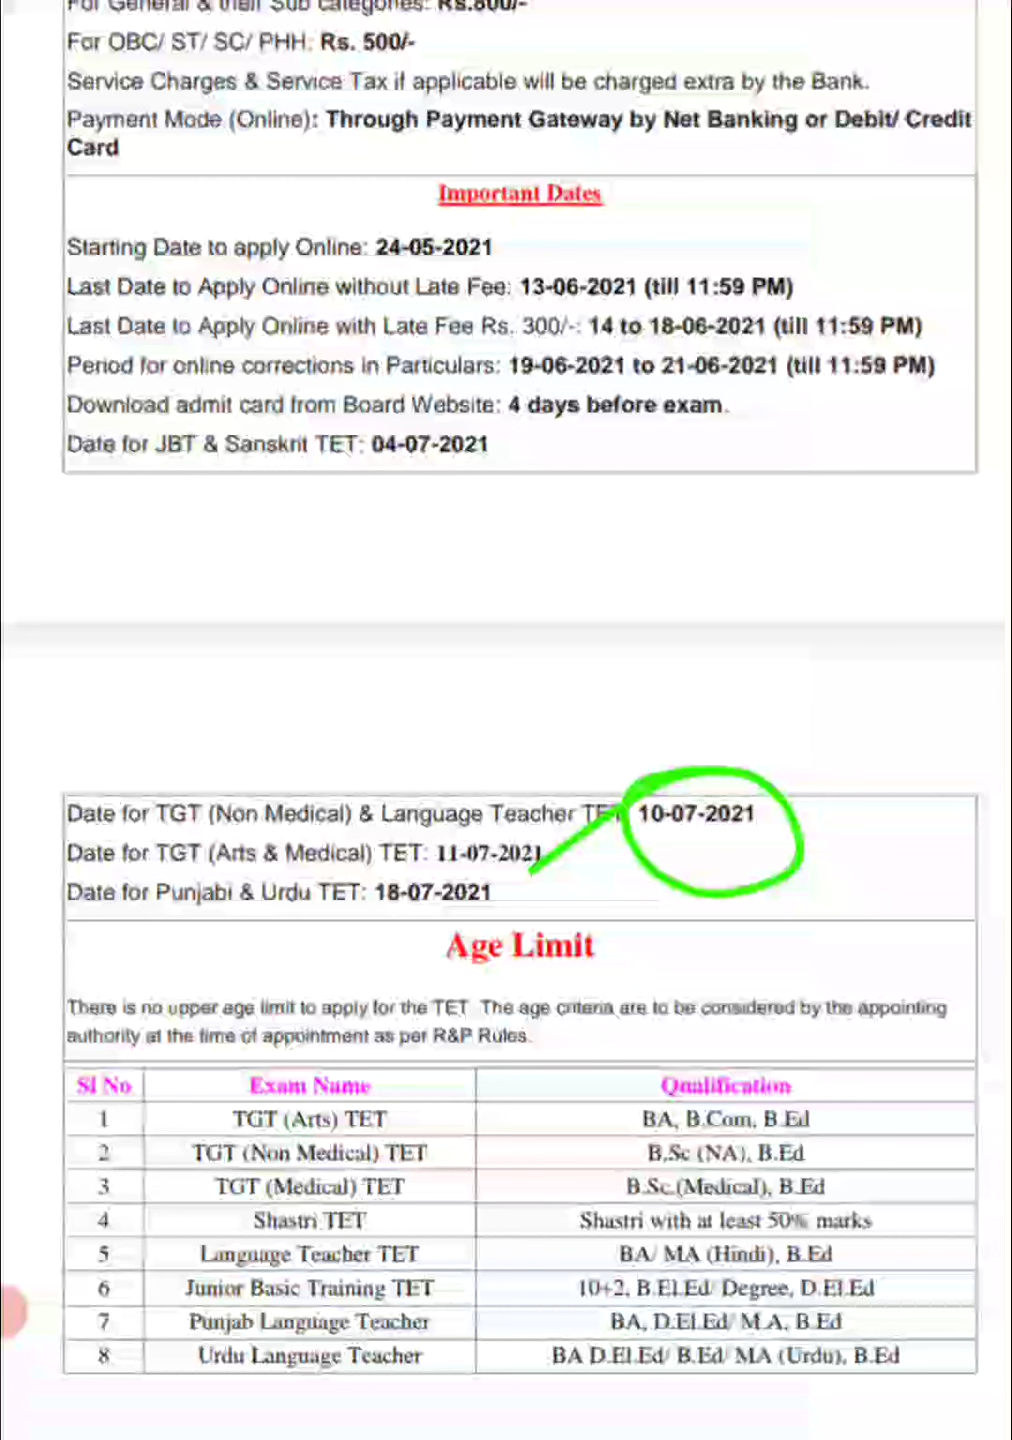 For General & their Sub categories: Rs.800/-
For OBC/ ST/ SC/ PHH: Rs. 500/-
Service Charges & Service Tax if applicable will be charged extra by the Bank.
Payment Mode (Online): Through Payment Gateway by Net Banking or Debit/ Credit
Card
Important Dates
Starting Date to apply Online: 24-05-2021
Last Date to Apply Online without Late Fee: 13-06-2021 (till 11:59 PM)
Last Date to Apply Online with Late Fee Rs. 300/-: 14 to 18-06-2021 (till 11:59 PM)
Period for online corrections in Particulars: 19-06-2021 to 21-06-2021 (till 11:59 PM)
Download admit card from Board Website: 4 days before exam.
Date for JBT & Sanskrit TET: 04-07-2021
Date for TGT (Non Medical) & Language Teacher TET 10-07-2021
Date for TGT (Arts & Medical) TET: 11-07-2021
Date for Punjabi & Urdu TET: 18-07-2021
Age Limit
There is no upper age limit to apply for the TET. The age criteria are to be considered by the appointing
authority at the time of appointment as per R&P Rules.
Sl No Exam Name Qualification
1 TGT (Arts) TET BA, B.Com, B.Ed
2 TGT (Non Medical) TET B.Sc (NA), B.Ed
3 TGT (Medical) TET B.Sc.(Medical), B.Ed
4 Shastri TET Shastri with at least 50% marks
5 Language Teacher TET BA/ MA (Hindi), B.Ed
6 Junior Basic Training TET 10+2, B.El.Ed/ Degree, D.El.Ed
7 Punjab Language Teacher BA, D.El.Ed/ M.A, B.Ed
8 Urdu Language Teacher BA D.El.Ed/ B.Ed/ MA (Urdu), B.Ed